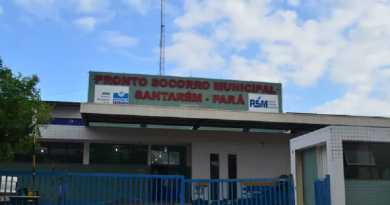 PRONTO SOCORRO MUNICIPAL
SANTARÉM - PARÁ
PSM